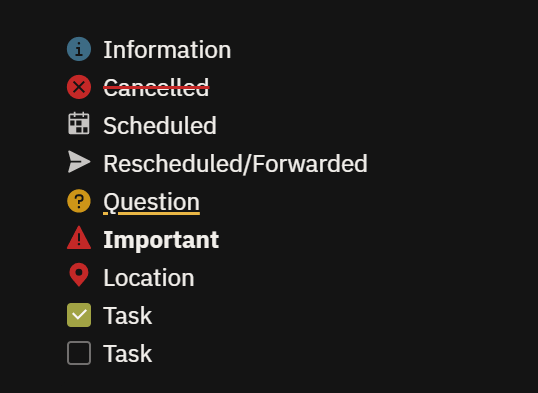 Information
Cancelled
Scheduled
Rescheduled/Forwarded
Question
Important
Location
Task
Task